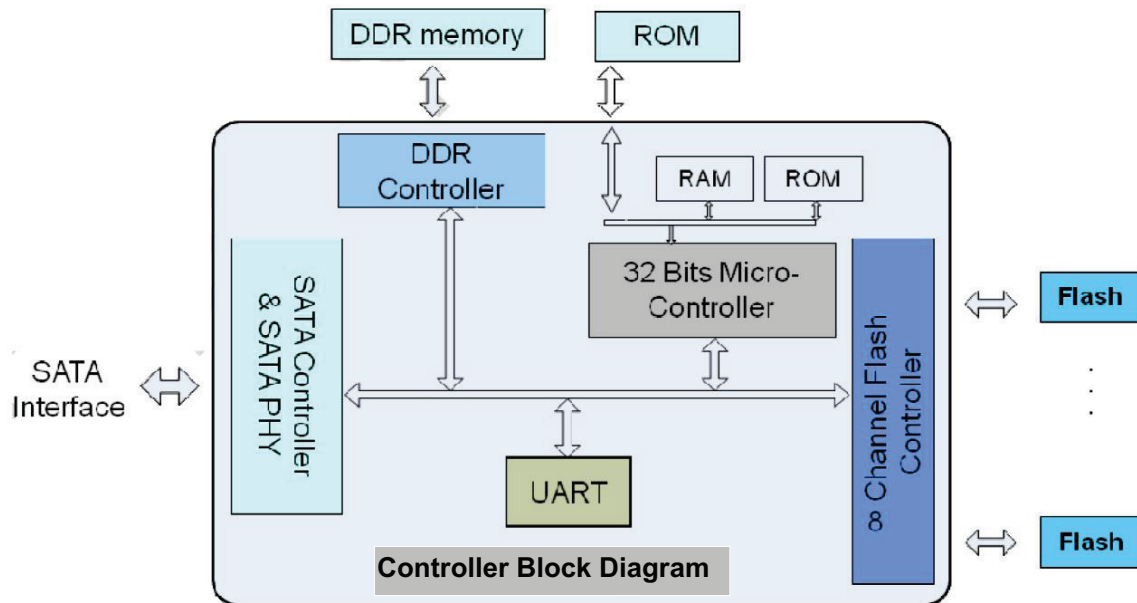 DDR memory
ROM
DDR
Controller
RAM
ROM
32 Bits Micro-
Controller
SATA Controller
& SATA PHY
8 Channel Flash
Controller
Flash
SATA
Interface
.
.
.
UART
Flash
Controller Block Diagram